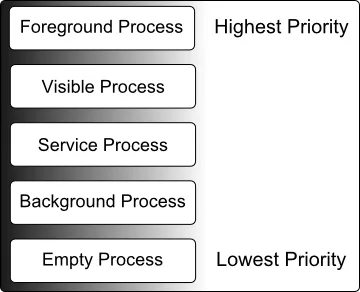 Foreground Process
Highest Priority
Visible Process
Service Process
Background Process
Empty Process
Lowest Priority